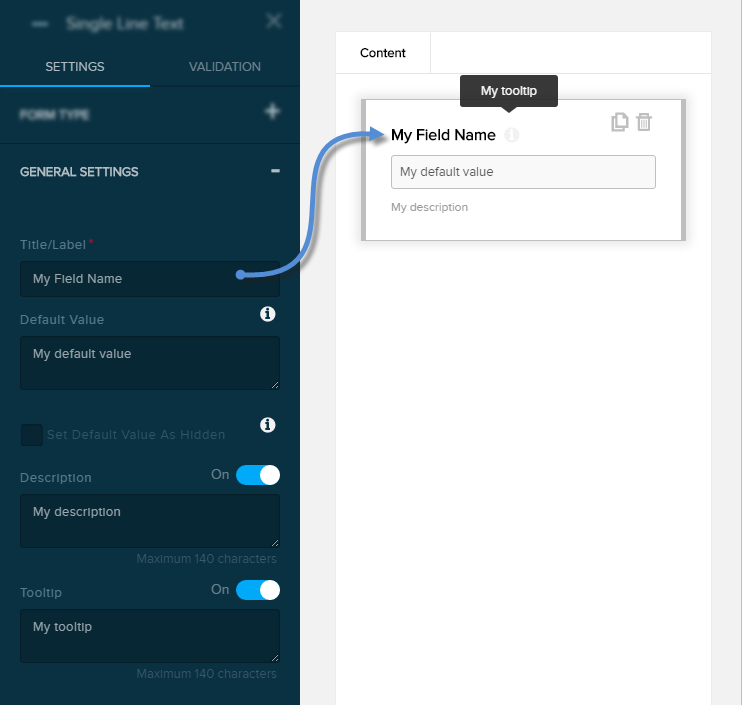 Single Line Text
SETTINGS
VALIDATION
FORM TYPE
GENERAL SETTINGS
Title/Label*
My Field Name
Default Value
My default value
Set Default Value As Hidden
Description
On
My description
Maximum 140 characters
Tooltip
On
My tooltip
Maximum 140 characters
Content
My tooltip
My Field Name
My default value
My description